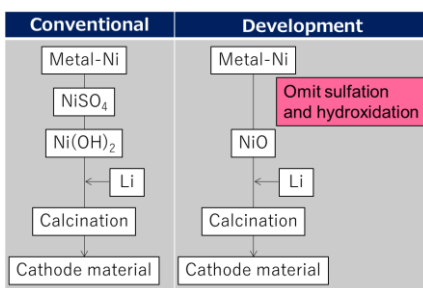 Conventional
Development
Metal-Ni
NiSO₄
Ni(OH)₂
Li
Calcination
Cathode material
Metal-Ni
Omit sulfation
and hydroxidation
NiO
Li
Calcination
Cathode material